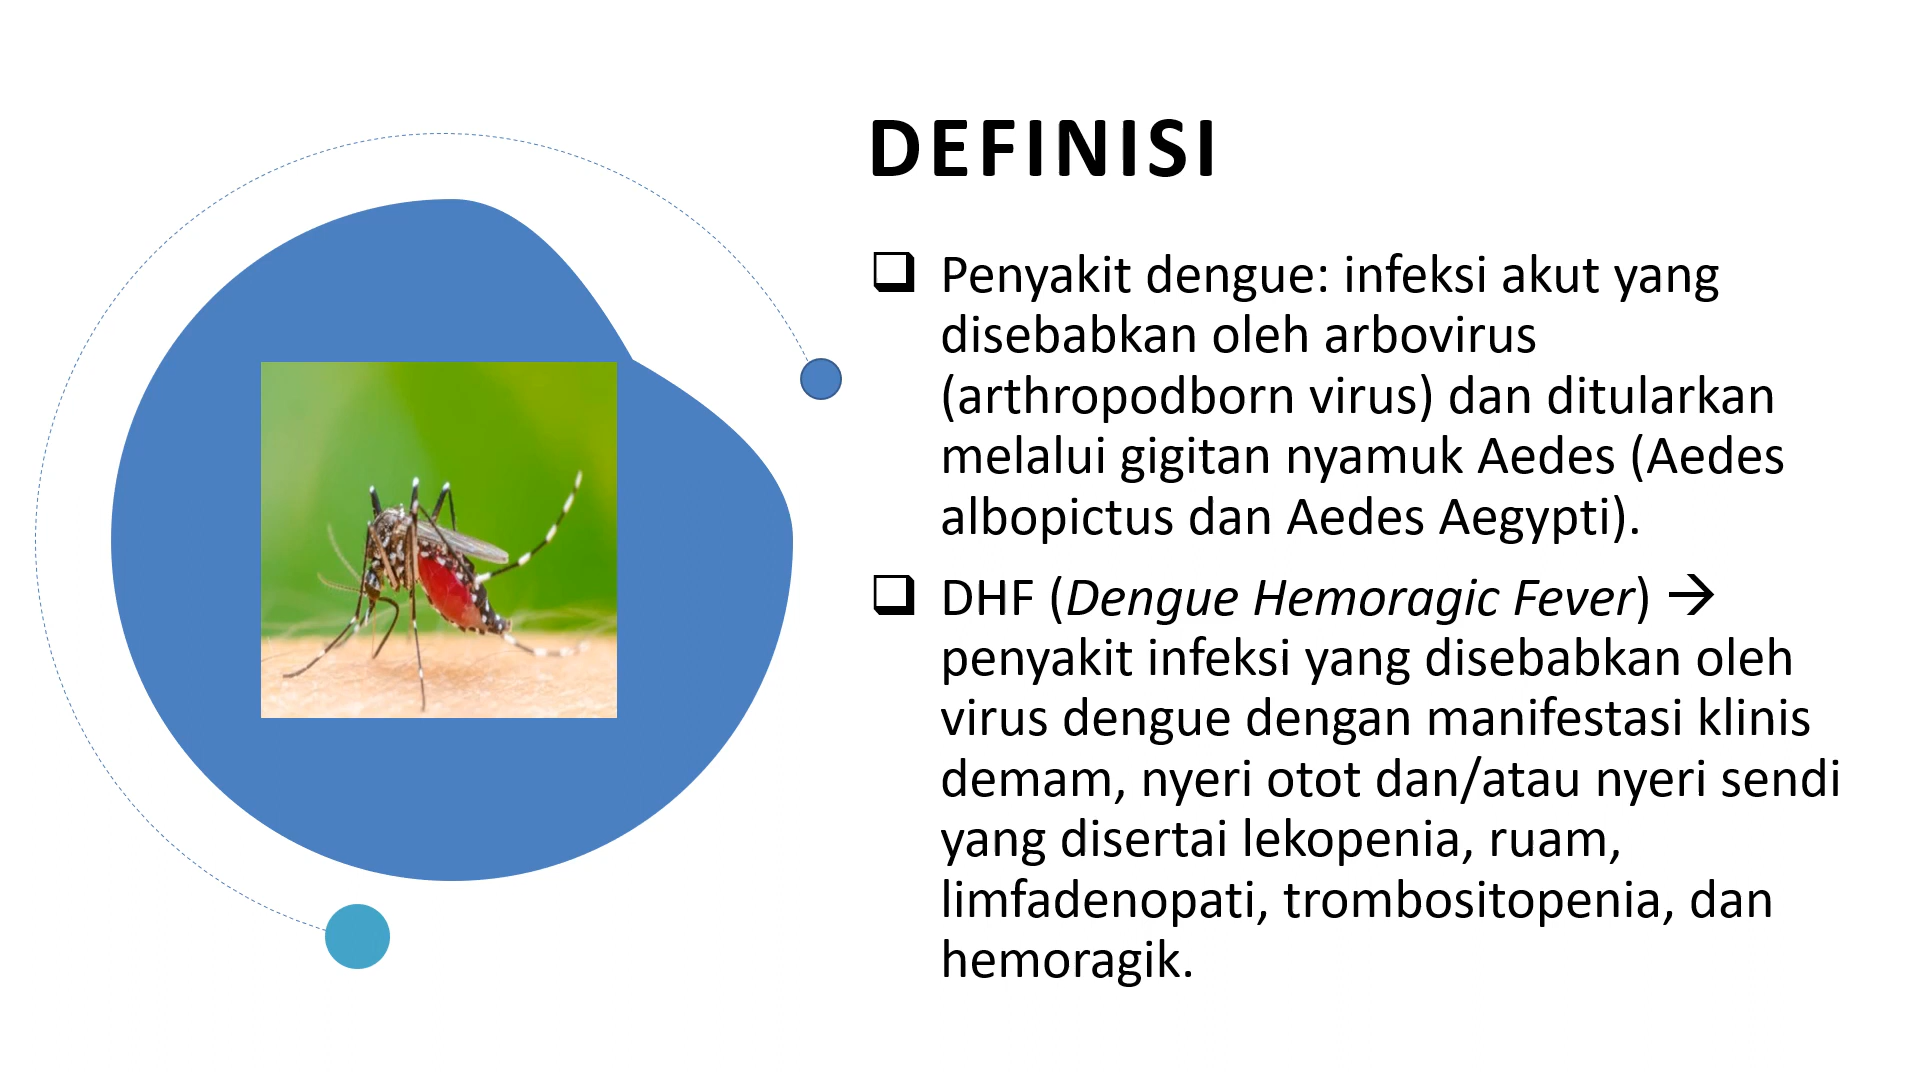 DEFINISI
❑ Penyakit dengue: infeksi akut yang
disebabkan oleh arbovirus
(arthropodborn virus) dan ditularkan
melalui gigitan nyamuk Aedes (Aedes
albopictus dan Aedes Aegypti).
❑ DHF (Dengue Hemoragic Fever) →
penyakit infeksi yang disebabkan oleh
virus dengue dengan manifestasi klinis
demam, nyeri otot dan/atau nyeri sendi
yang disertai lekopenia, ruam,
limfadenopati, trombositopenia, dan
hemoragik.